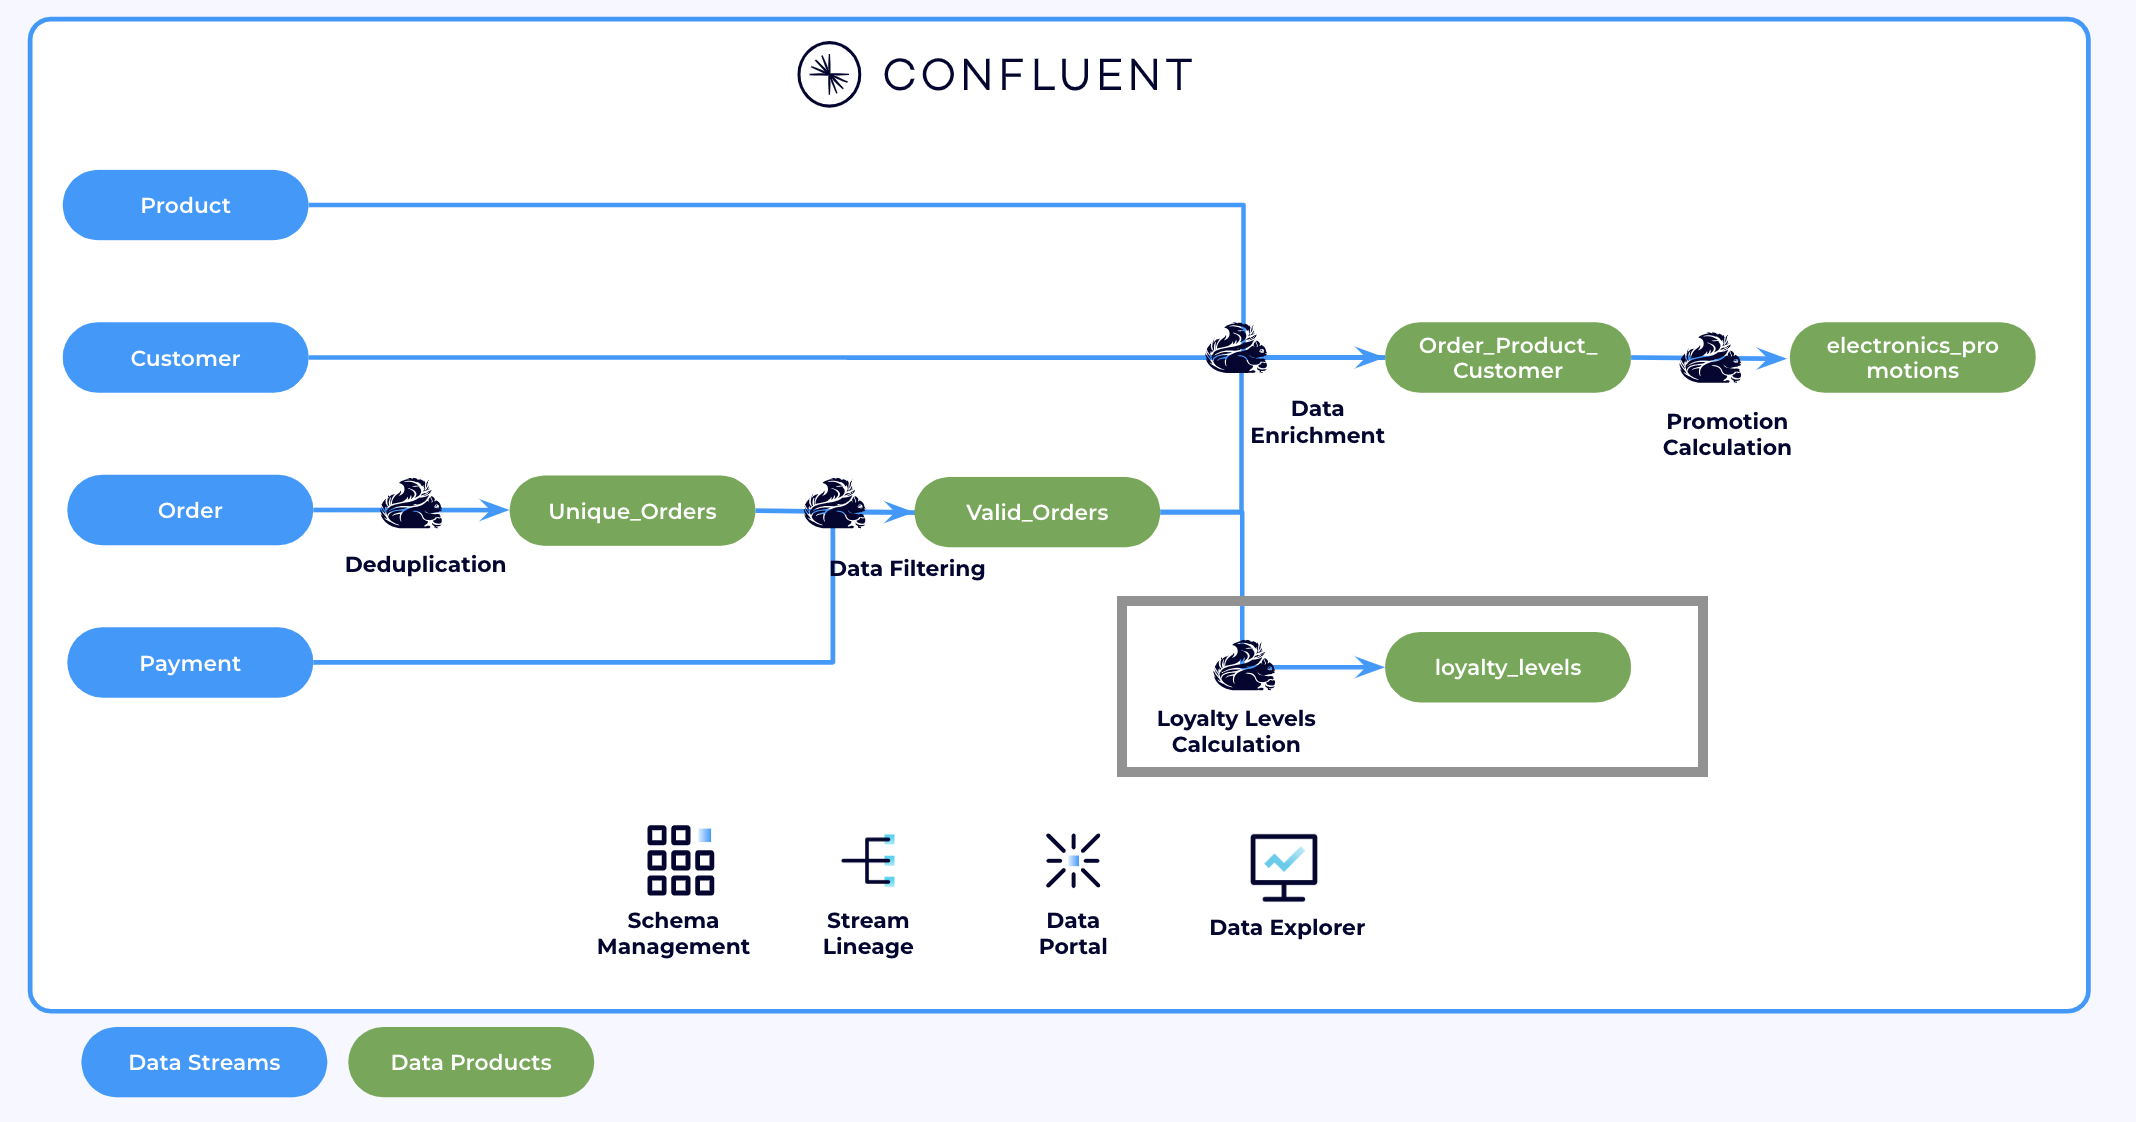 CONFLUENT
Product
Customer
Order_Product_
Customer
electronics_pro
motions
Data
Enrichment
Promotion
Calculation
Order
Unique_Orders
Valid_Orders
Deduplication
Data Filtering
Payment
loyalty_levels
Loyalty Levels
Calculation
Schema
Management
Stream
Lineage
Data
Portal
Data Explorer
Data Streams
Data Products